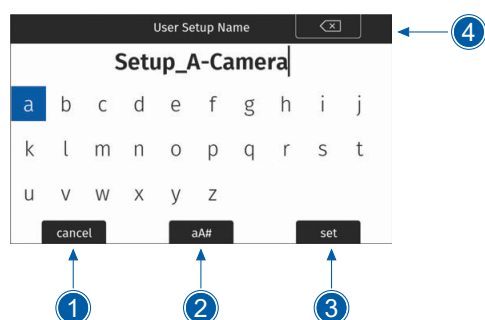 User Setup Name
4
Setup_A-Camera
a b c d e f g h i j
k l m n o p q r s t
u v w x y z
cancel aA# set
1 2 3